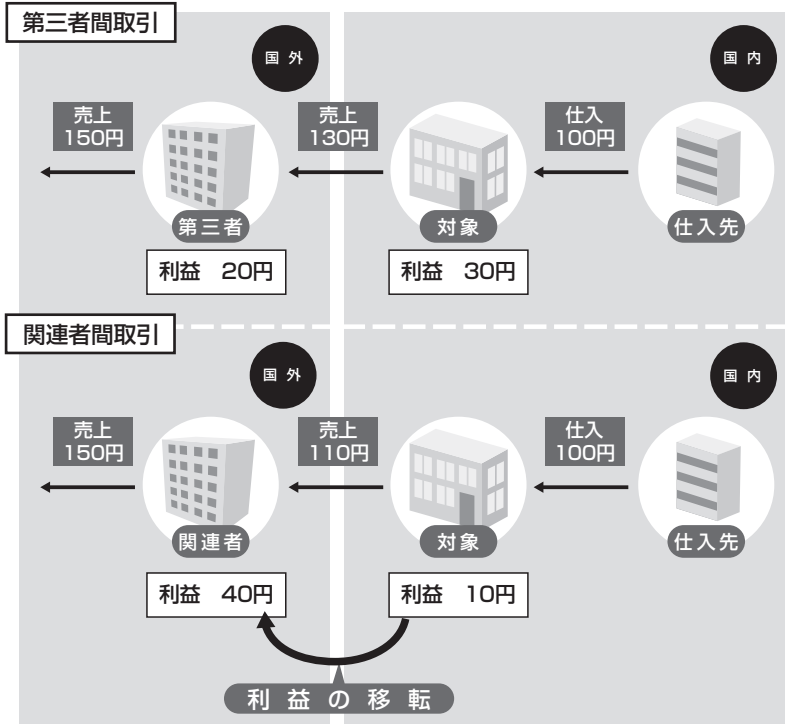 第三者間取引
国外
国内
売上
150円
売上
130円
仕入
100円
第三者
対象
仕入先
利益 20円
利益 30円
関連者間取引
国外
国内
売上
150円
売上
110円
仕入
100円
関連者
対象
仕入先
利益 40円
利益 10円
利益の移転